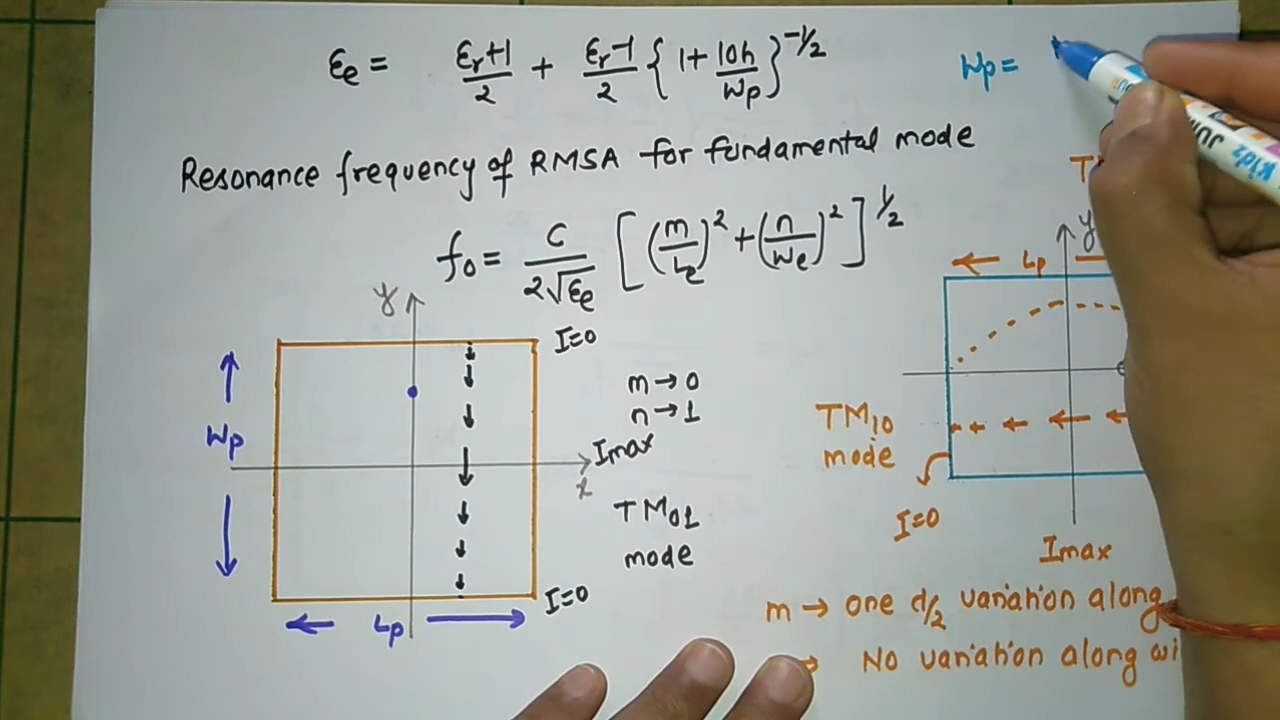 εe = (εr+1)/2 + (εr-1)/2 {1 + 10h/Wp}^-1/2
Wp =
Resonance frequency of RMSA for fundamental mode
f0 = C/(2√εe) [(m/Le)² + (n/We)²]^1/2
y
I=0
Wp
m → 0
n → 1
Imax
x
TM01
mode
I=0
Lp
y
Lp
TM10
mode
I=0
Imax
m → one d/2 variation along
→ No variation along
Kidz